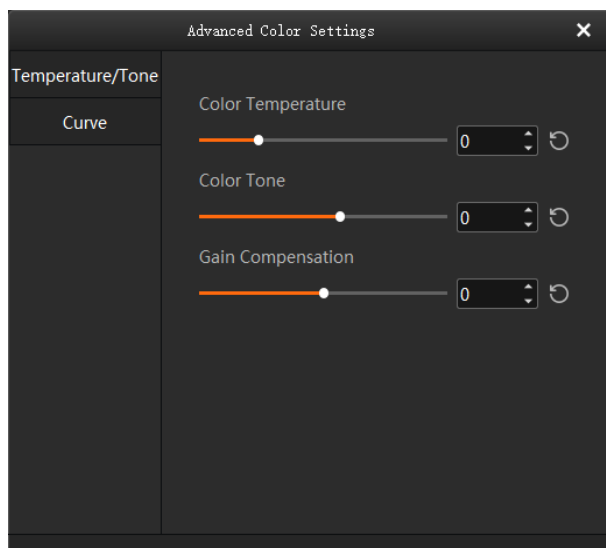 Advanced Color Settings
Temperature/Tone
Curve
Color Temperature
0
Color Tone
0
Gain Compensation
0